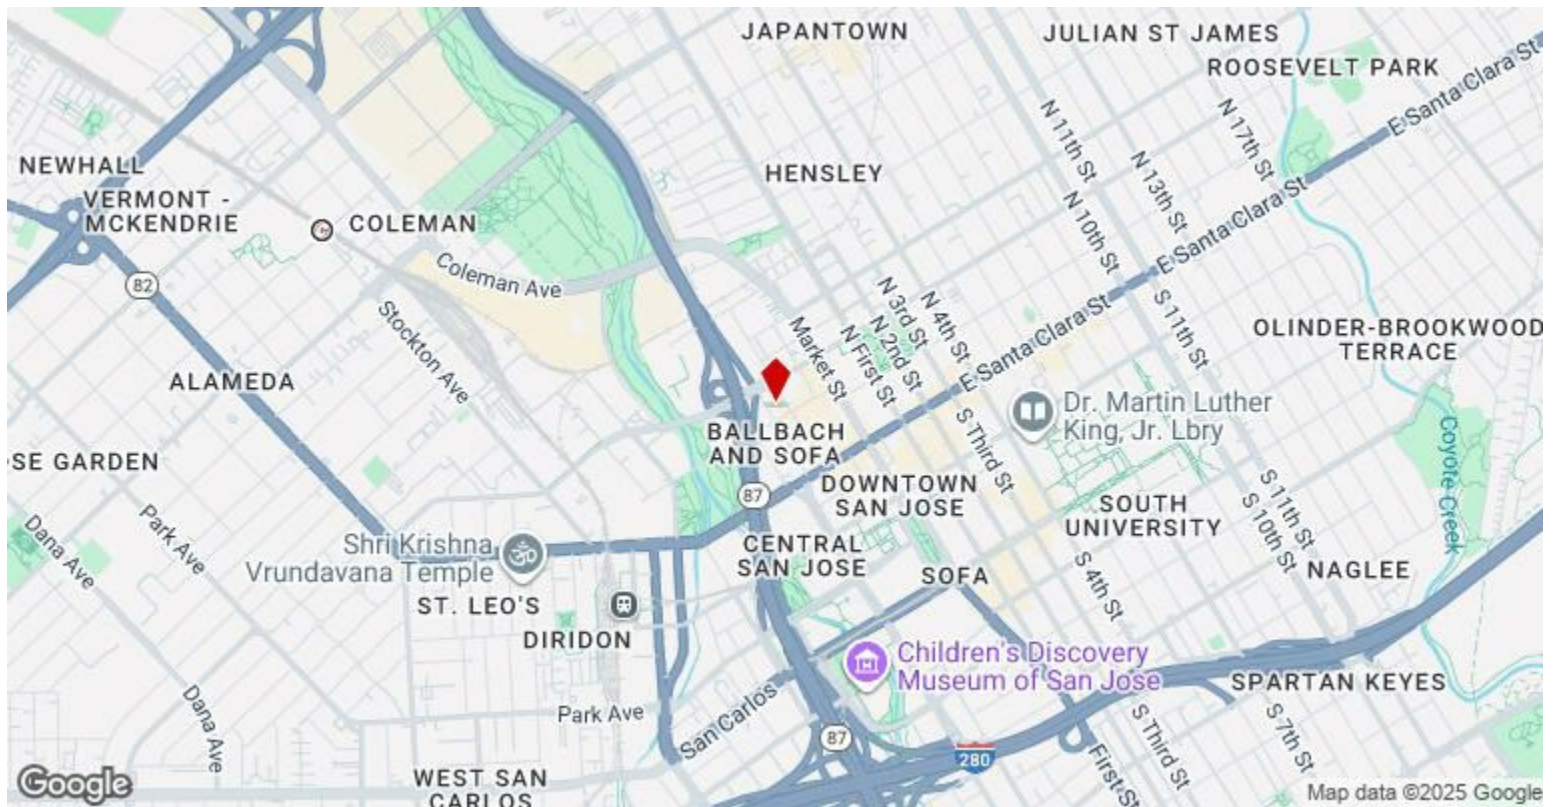 JAPANTOWN
JULIAN ST JAMES
ROOSEVELT PARK
E Santa Clara St
N 11th St
N 17th St
NEWHALL
HENSLEY
N 13th St
VERMONT -
MCKENDRIE
COLEMAN
N 10th St
E Santa Clara St
Coleman Ave
82
Stockton Ave
N 3rd St
N 4th St
N 2nd St
N First St
Market St
E Santa Clara St
S 11th St
OLINDER-BROOKWOOD
TERRACE
ALAMEDA
Dr. Martin Luther
King, Jr. Lbry
S Third St
BALLBACH
AND SOFA
Coyote Creek
-SE GARDEN
87
DOWNTOWN
SAN JOSE
SOUTH
UNIVERSITY
S 11th St
S 10th St
Dana Ave
Park Ave
Shri Krishna
Vrundavana Temple
CENTRAL
SAN JOSE
SOFA
S 4th St
NAGLEE
ST. LEO'S
DIRIDON
Children's Discovery
Museum of San Jose
SPARTAN KEYES
Dana Ave
Park Ave
San Carlos
87
280
S Third St
S 7th St
First St
WEST SAN
CARLOS
Google
Map data ©2025 Google